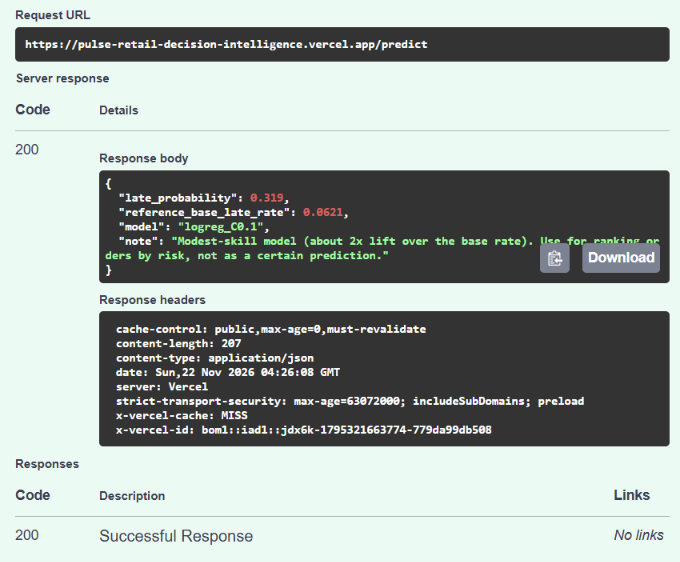 Request URL
https://pulse-retail-decision-intelligence.vercel.app/predict
Server response
Code Details
200
Response body
{
"late_probability": 0.319,
"reference_base_late_rate": 0.0621,
"model": "logreg_C0.1",
"note": "Modest-skill model (about 2x lift over the base rate). Use for ranking or
ders by risk, not as a certain prediction."
}
Download
Response headers
cache-control: public,max-age=0,must-revalidate
content-length: 207
content-type: application/json
date: Sun,22 Nov 2026 04:26:08 GMT
server: Vercel
strict-transport-security: max-age=63072000; includeSubDomains; preload
x-vercel-cache: MISS
x-vercel-id: bom1::iad1::jdx6k-1795321663774-779da99db508
Responses
Code Description Links
200 Successful Response No links